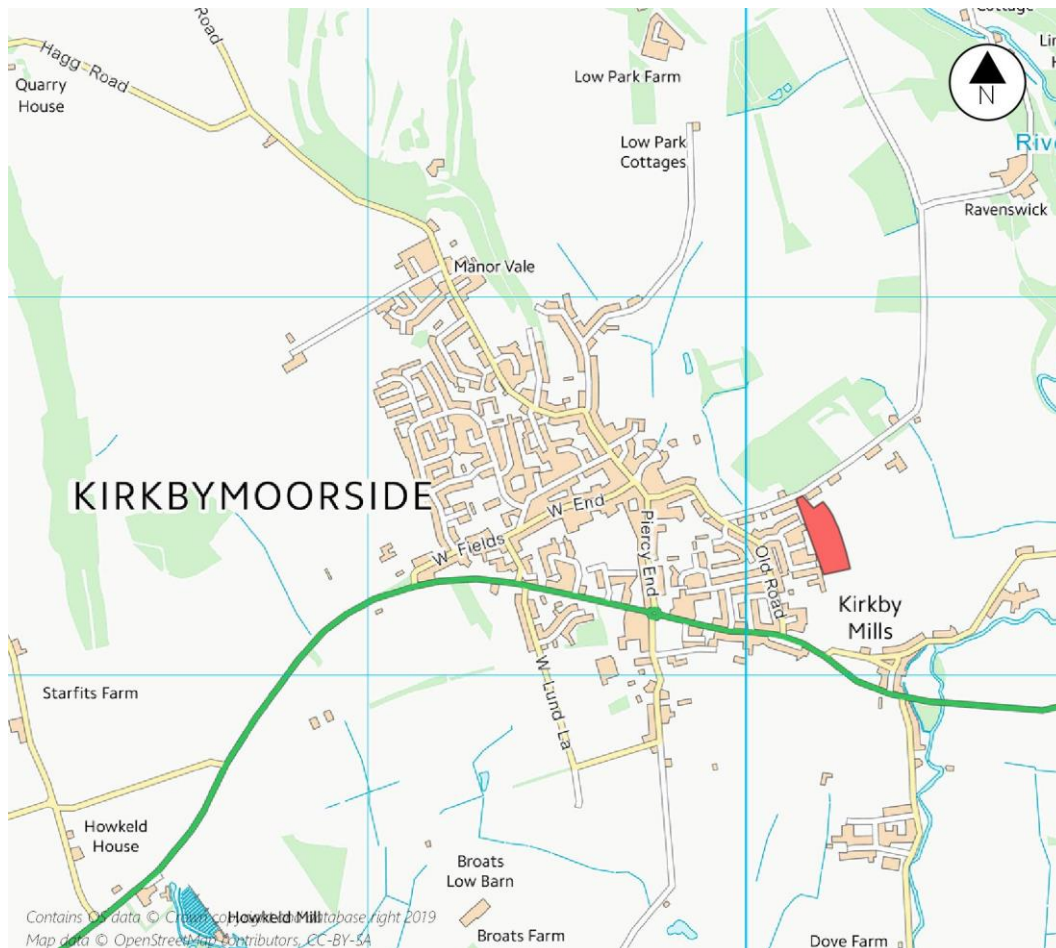 Cottage
Road
Hagg Road
Quarry
House
Low Park Farm
Low Park
Cottages
N
Ravenswick
Manor Vale
KIRKBYMOORSIDE
W End
W Fields
Piercy End
Old Road
Kirkby
Mills
W Lund La
Starfits Farm
Howkeld
House
Broats
Low Barn
Howkeld Mill
Contains OS data © Crown copyright and database right 2019
Map data © OpenStreetMap contributors, CC-BY-SA
Broats Farm
Dove Farm